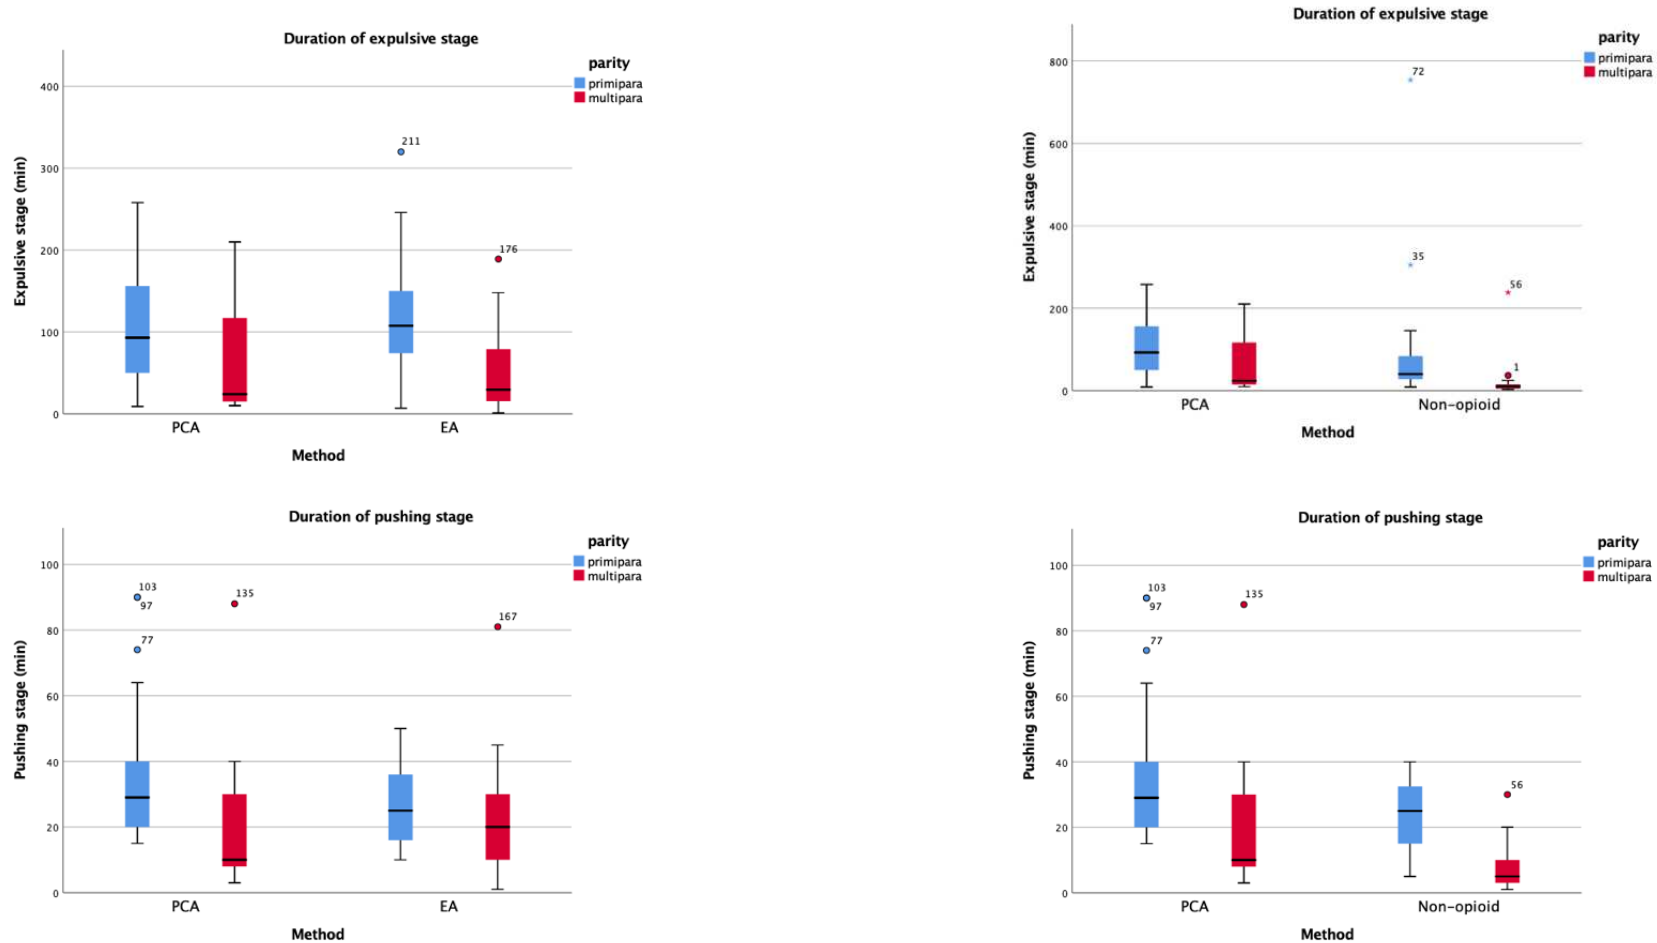 Duration of expulsive stage
parity
primipara
multipara
Expulsive stage (min)
400
300
200
100
0
211
176
PCA
EA
Method
Duration of expulsive stage
parity
primipara
multipara
Expulsive stage (min)
800
600
400
200
0
72
35
56
1
PCA
Non-opioid
Method
Duration of pushing stage
parity
primipara
multipara
Pushing stage (min)
100
80
60
40
20
0
103
97
77
135
167
PCA
EA
Method
Duration of pushing stage
parity
primipara
multipara
Pushing stage (min)
100
80
60
40
20
0
103
97
77
135
56
PCA
Non-opioid
Method